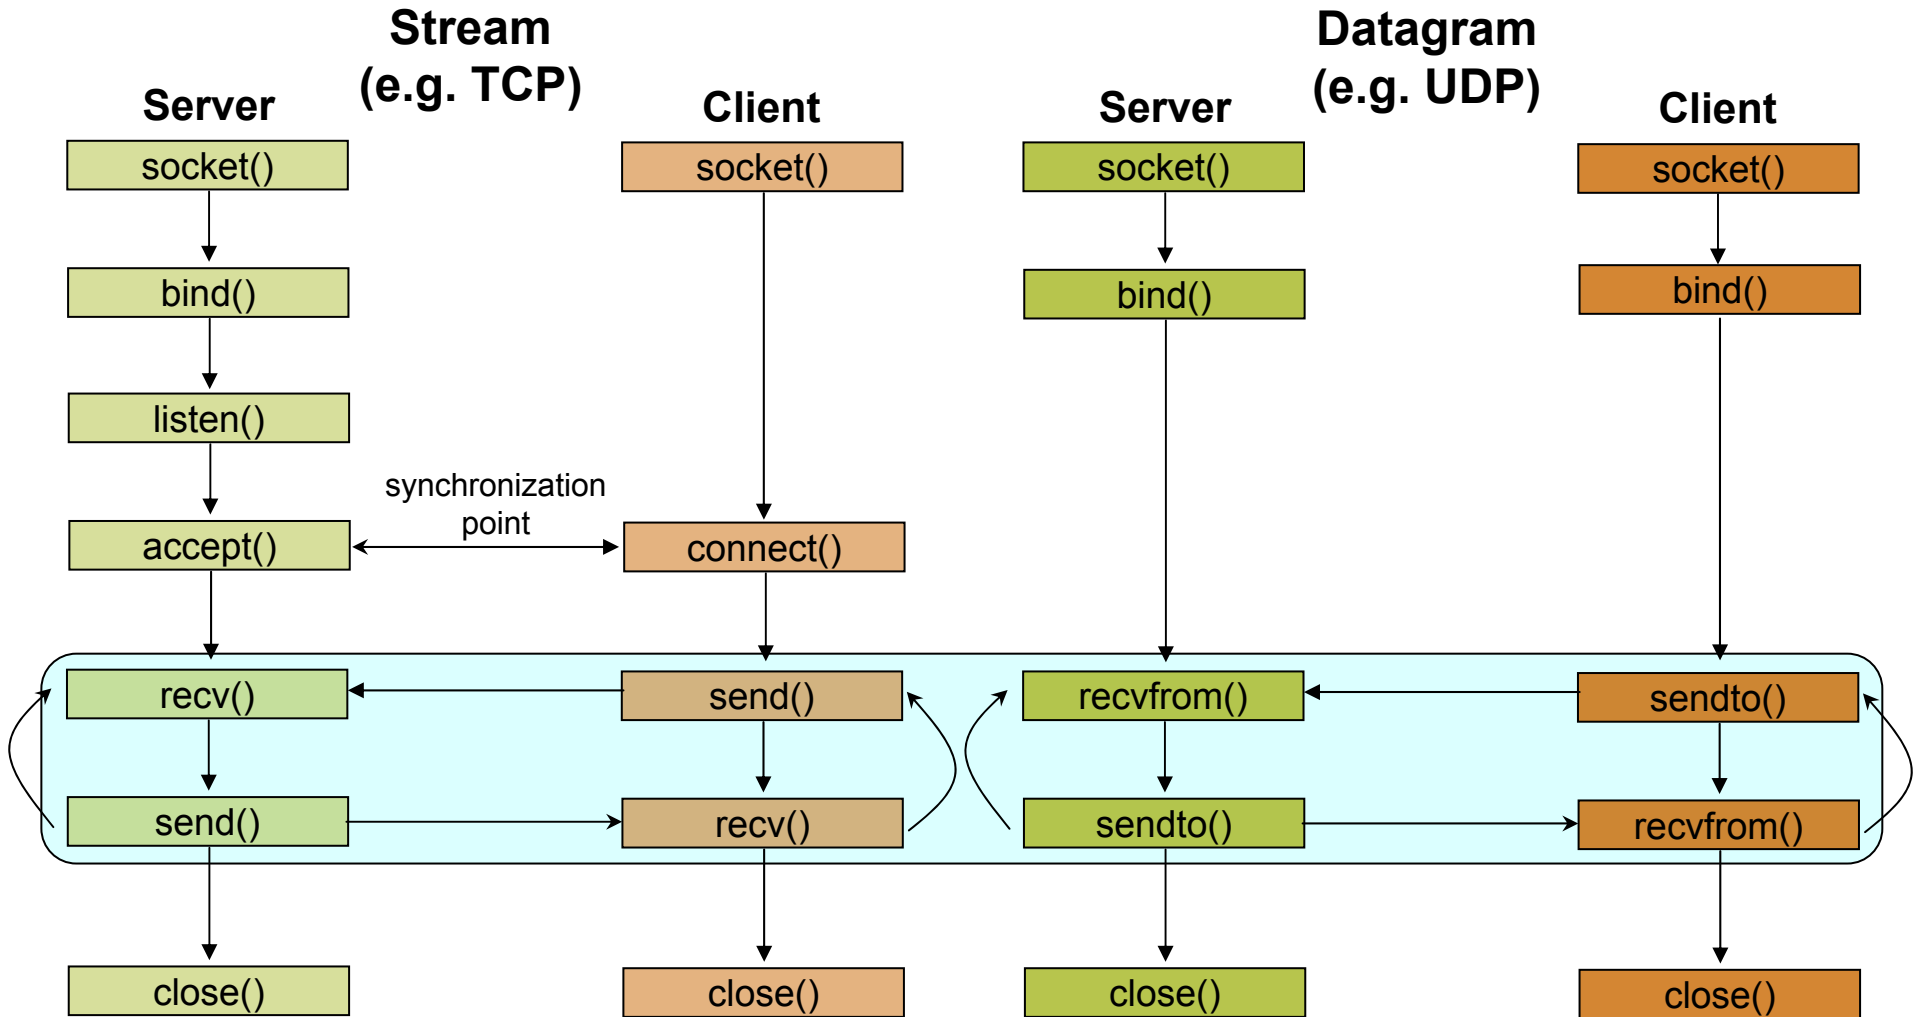 Stream
(e.g. TCP)
Server
Client
socket()
bind()
listen()
accept()
recv()
send()
close()
synchronization
point
socket()
connect()
send()
recv()
close()
Datagram
(e.g. UDP)
Server
Client
socket()
bind()
recvfrom()
sendto()
close()
socket()
bind()
sendto()
recvfrom()
close()